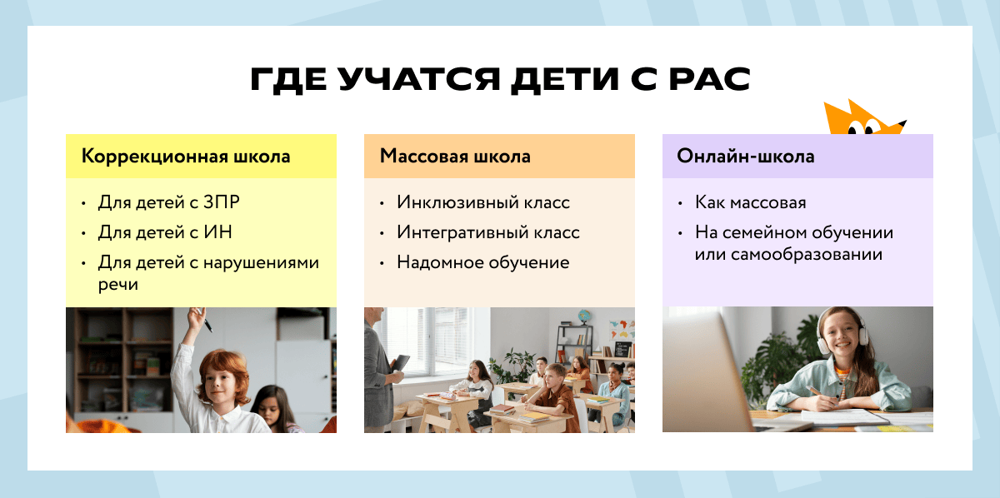 ГДЕ УЧАТСЯ ДЕТИ С РАС
Коррекционная школа
• Для детей с ЗПР
• Для детей с ИН
• Для детей с нарушениями
речи
Массовая школа
• Инклюзивный класс
• Интегративный класс
• Надомное обучение
Онлайн-школа
• Как массовая
• На семейном обучении
или самообразовании